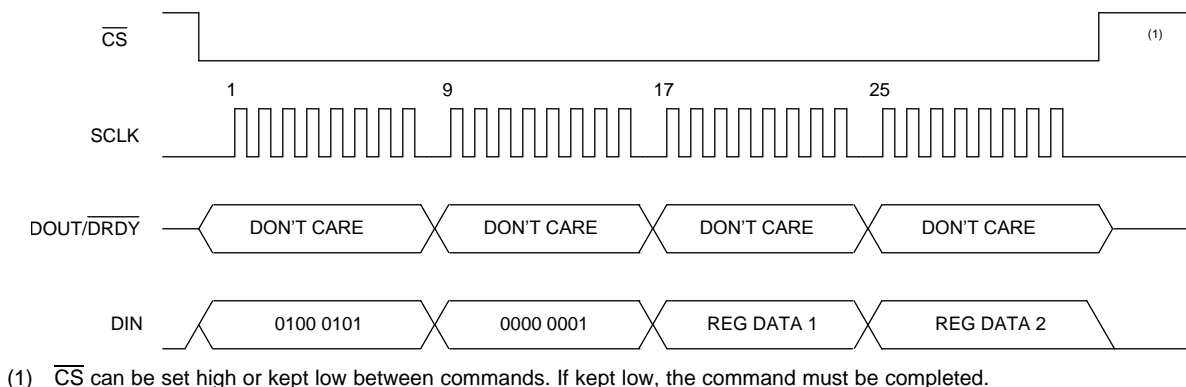 CS
(1)
1 9 17 25
SCLK
DOUT/DRDY DON'T CARE DON'T CARE DON'T CARE DON'T CARE
DIN 0100 0101 0000 0001 REG DATA 1 REG DATA 2
(1) CS can be set high or kept low between commands. If kept low, the command must be completed.